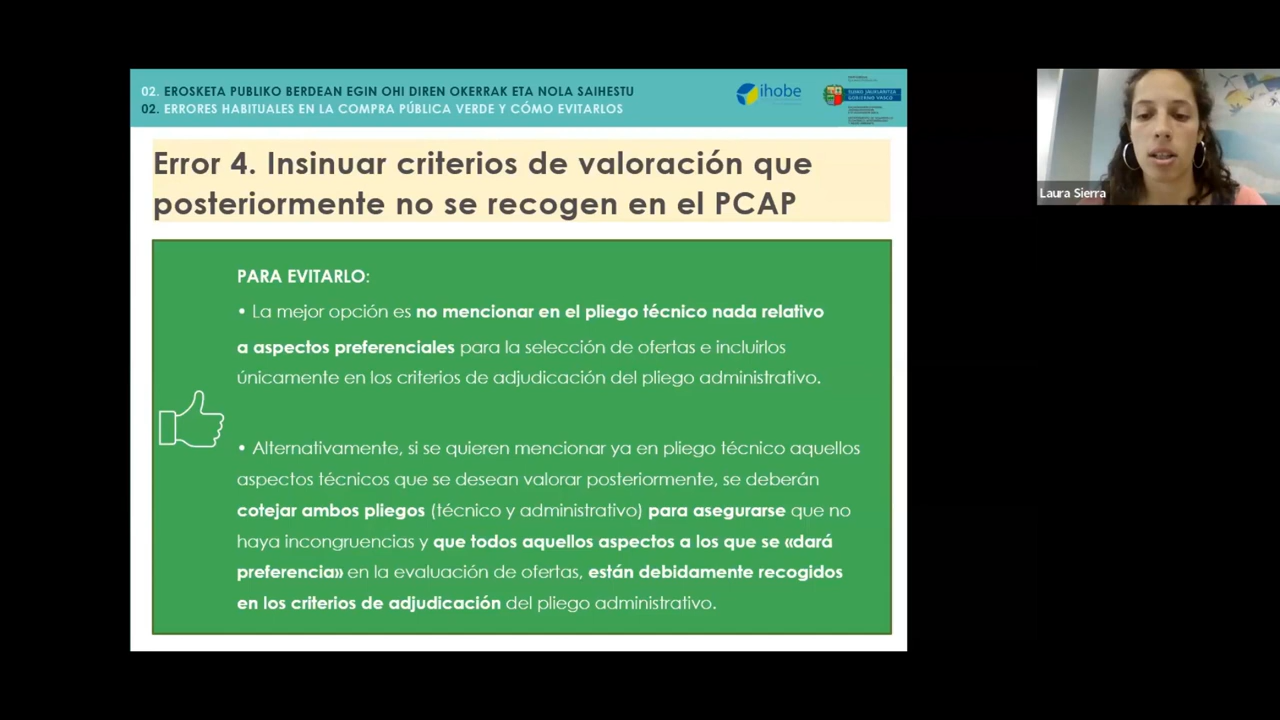 02. EROSKETA PUBLIKO BERDEAN EGIN OHI DIREN OKERRAK ETA NOLA SAIHESTU
02. ERRORES HABITUALES EN LA COMPRA PÚBLICA VERDE Y CÓMO EVITARLOS
ihobe
EUSKO JAURLARITZA
GOBIERNO VASCO
Error 4. Insinuar criterios de valoración que
posteriormente no se recogen en el PCAP
PARA EVITARLO:
• La mejor opción es no mencionar en el pliego técnico nada relativo
a aspectos preferenciales para la selección de ofertas e incluirlos
únicamente en los criterios de adjudicación del pliego administrativo.
• Alternativamente, si se quieren mencionar ya en pliego técnico aquellos
aspectos técnicos que se desean valorar posteriormente, se deberán
cotejar ambos pliegos (técnico y administrativo) para asegurarse que no
haya incongruencias y que todos aquellos aspectos a los que se «dará
preferencia» en la evaluación de ofertas, están debidamente recogidos
en los criterios de adjudicación del pliego administrativo.
Laura Sierra